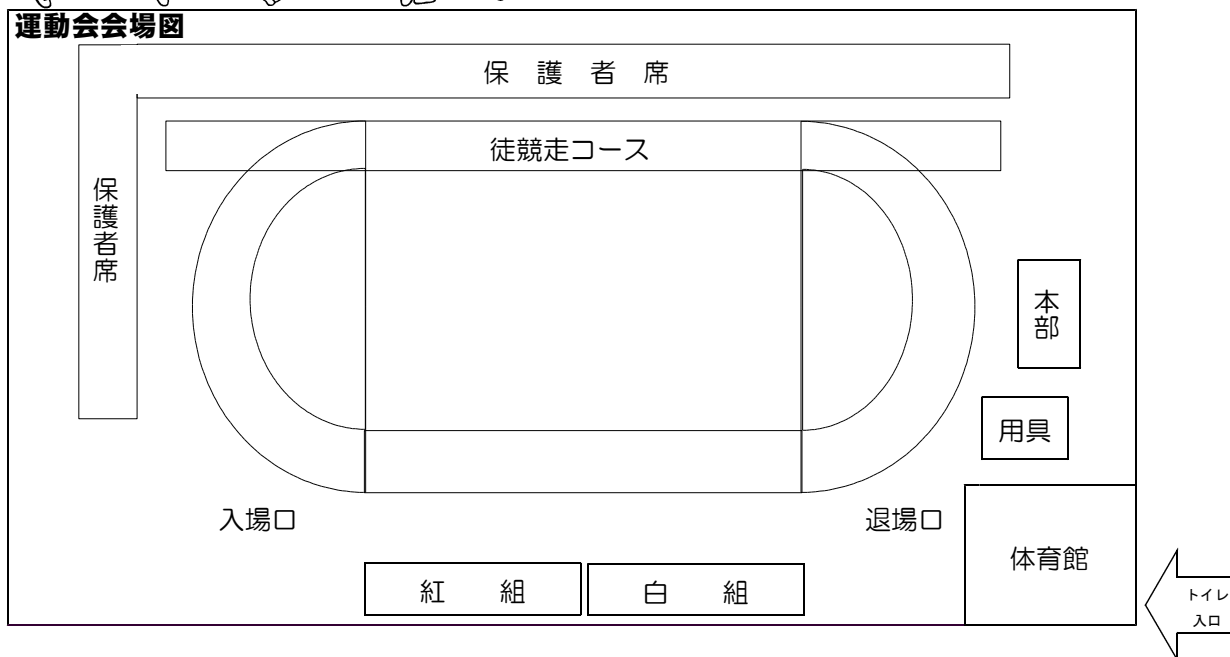 運動会会場図
保護者席
徒競走コース
保護者席
本部
用具
入場口
退場口
体育館
紅組
白組
トイレ
入口